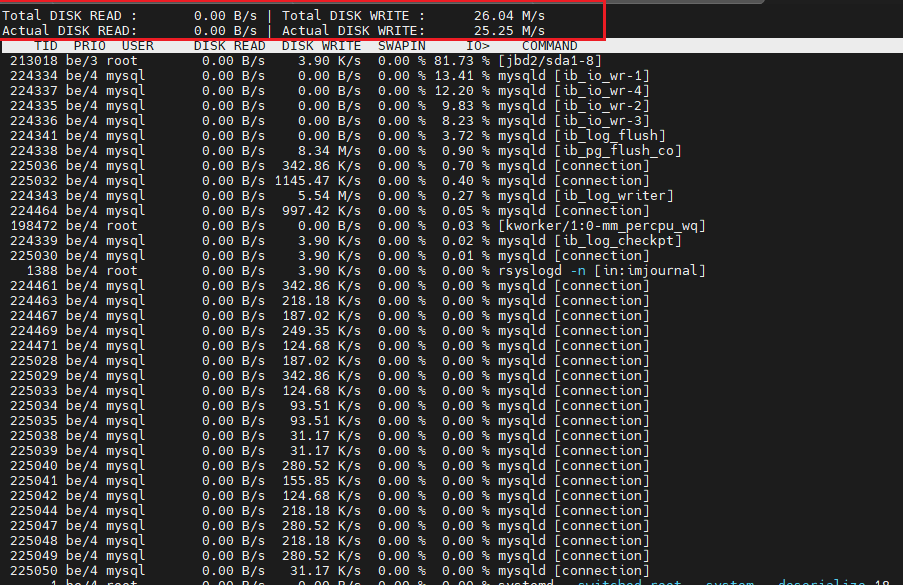 Total DISK READ : 0.00 B/s | Total DISK WRITE : 26.04 M/s
Actual DISK READ: 0.00 B/s | Actual DISK WRITE: 25.25 M/s
TID PRIO USER DISK READ DISK WRITE SWAPIN IO> COMMAND
213018 be/3 root 0.00 B/s 3.90 K/s 0.00 % 81.73 % [jbd2/sda1-8]
224334 be/4 mysql 0.00 B/s 0.00 B/s 0.00 % 13.41 % mysqld [ib_io_wr-1]
224337 be/4 mysql 0.00 B/s 0.00 B/s 0.00 % 12.20 % mysqld [ib_io_wr-4]
224335 be/4 mysql 0.00 B/s 0.00 B/s 0.00 % 9.83 % mysqld [ib_io_wr-2]
224336 be/4 mysql 0.00 B/s 0.00 B/s 0.00 % 8.23 % mysqld [ib_io_wr-3]
224341 be/4 mysql 0.00 B/s 0.00 B/s 0.00 % 3.72 % mysqld [ib_log_flush]
224338 be/4 mysql 0.00 B/s 8.34 M/s 0.00 % 0.90 % mysqld [ib_pg_flush_co]
225036 be/4 mysql 0.00 B/s 342.86 K/s 0.00 % 0.70 % mysqld [connection]
225032 be/4 mysql 0.00 B/s 1145.47 K/s 0.00 % 0.40 % mysqld [connection]
224343 be/4 mysql 0.00 B/s 5.54 M/s 0.00 % 0.27 % mysqld [ib_log_writer]
224464 be/4 mysql 0.00 B/s 997.42 K/s 0.00 % 0.05 % mysqld [connection]
198472 be/4 root 0.00 B/s 0.00 B/s 0.00 % 0.03 % [kworker/1:0-mm_percpu_wq]
224339 be/4 mysql 0.00 B/s 3.90 K/s 0.00 % 0.02 % mysqld [ib_log_checkpt]
225030 be/4 mysql 0.00 B/s 3.90 K/s 0.00 % 0.01 % mysqld [connection]
1388 be/4 root 0.00 B/s 3.90 K/s 0.00 % 0.00 % rsyslogd -n [in:imjournal]
224461 be/4 mysql 0.00 B/s 342.86 K/s 0.00 % 0.00 % mysqld [connection]
224463 be/4 mysql 0.00 B/s 218.18 K/s 0.00 % 0.00 % mysqld [connection]
224467 be/4 mysql 0.00 B/s 187.02 K/s 0.00 % 0.00 % mysqld [connection]
224469 be/4 mysql 0.00 B/s 249.35 K/s 0.00 % 0.00 % mysqld [connection]
224471 be/4 mysql 0.00 B/s 124.68 K/s 0.00 % 0.00 % mysqld [connection]
225028 be/4 mysql 0.00 B/s 187.02 K/s 0.00 % 0.00 % mysqld [connection]
225029 be/4 mysql 0.00 B/s 342.86 K/s 0.00 % 0.00 % mysqld [connection]
225033 be/4 mysql 0.00 B/s 124.68 K/s 0.00 % 0.00 % mysqld [connection]
225034 be/4 mysql 0.00 B/s 93.51 K/s 0.00 % 0.00 % mysqld [connection]
225035 be/4 mysql 0.00 B/s 93.51 K/s 0.00 % 0.00 % mysqld [connection]
225038 be/4 mysql 0.00 B/s 31.17 K/s 0.00 % 0.00 % mysqld [connection]
225039 be/4 mysql 0.00 B/s 31.17 K/s 0.00 % 0.00 % mysqld [connection]
225040 be/4 mysql 0.00 B/s 280.52 K/s 0.00 % 0.00 % mysqld [connection]
225041 be/4 mysql 0.00 B/s 155.85 K/s 0.00 % 0.00 % mysqld [connection]
225042 be/4 mysql 0.00 B/s 124.68 K/s 0.00 % 0.00 % mysqld [connection]
225044 be/4 mysql 0.00 B/s 218.18 K/s 0.00 % 0.00 % mysqld [connection]
225047 be/4 mysql 0.00 B/s 280.52 K/s 0.00 % 0.00 % mysqld [connection]
225048 be/4 mysql 0.00 B/s 218.18 K/s 0.00 % 0.00 % mysqld [connection]
225049 be/4 mysql 0.00 B/s 280.52 K/s 0.00 % 0.00 % mysqld [connection]
225050 be/4 mysql 0.00 B/s 31.17 K/s 0.00 % 0.00 % mysqld [connection]
1 be/4 root 0.00 B/s 0.00 B/s 0.00 % 0.00 % systemd --switched-root --system --deserialize 18